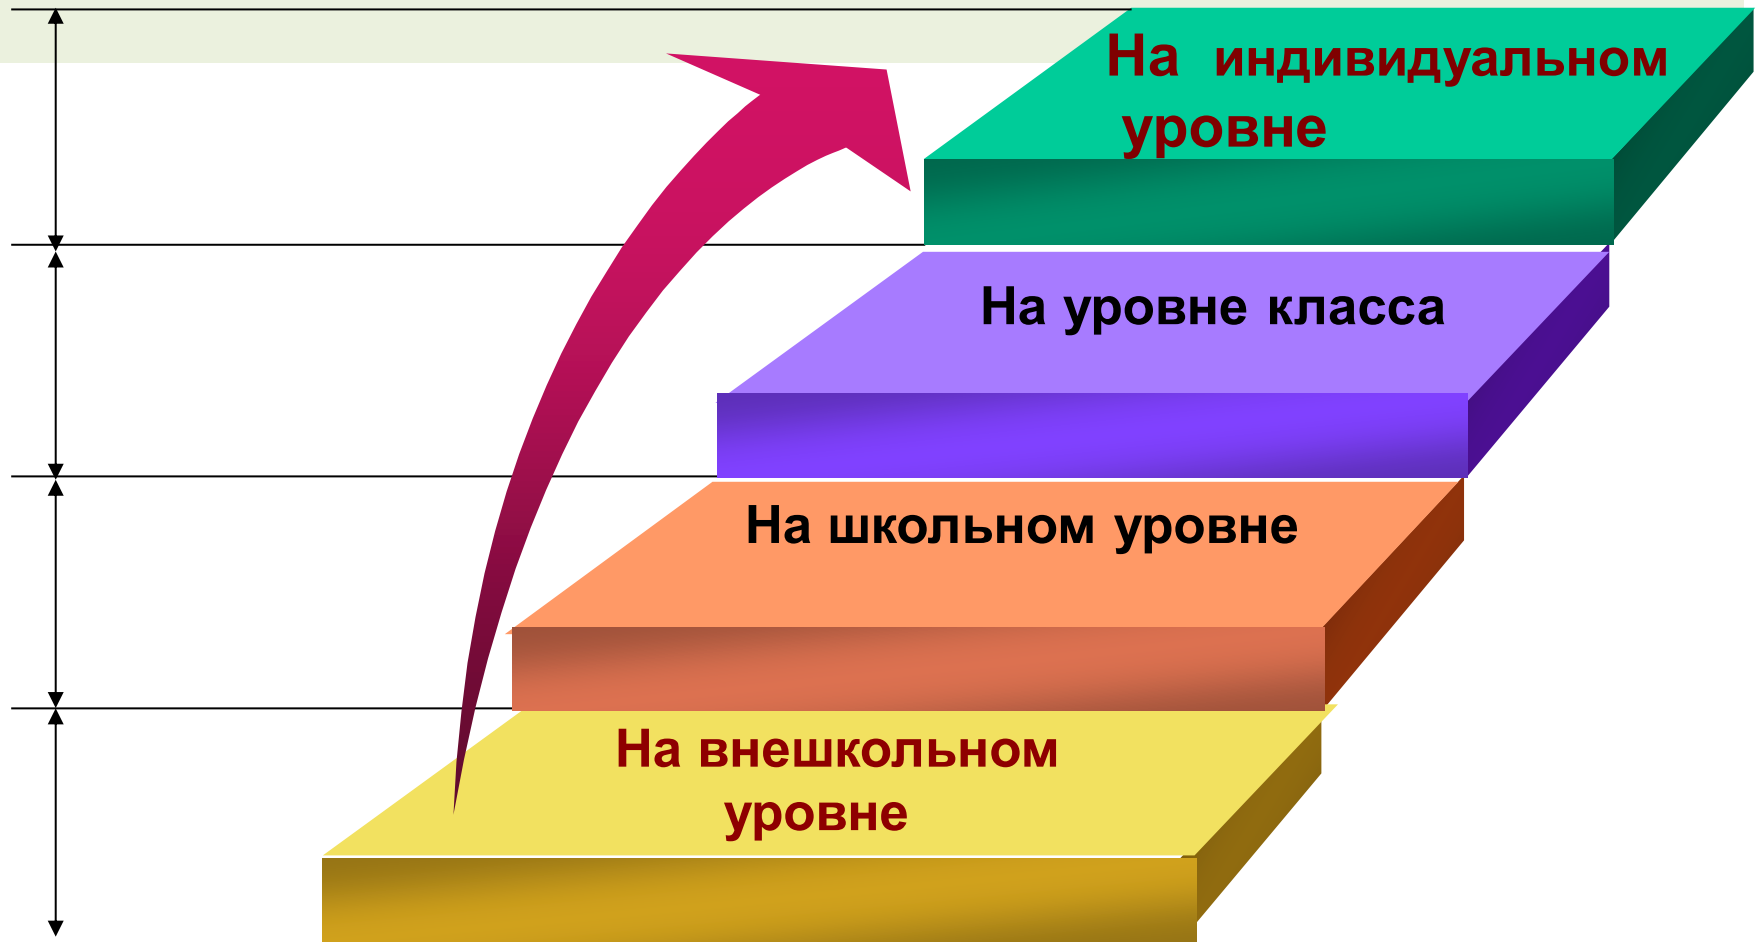 На индивидуальном
уровне
На уровне класса
На школьном уровне
На внешкольном
уровне